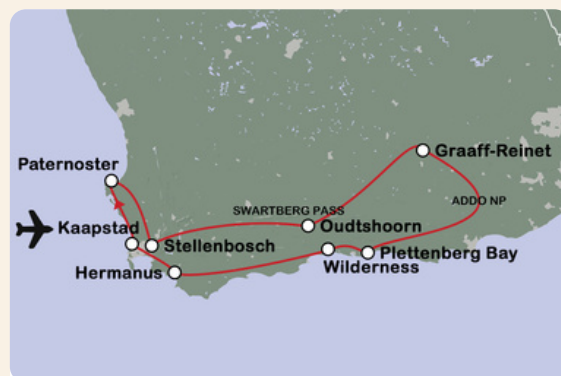 Graaff-Reinet
Paternoster
ADDO NP
SWARTBERG PASS
Oudtshoorn
Kaapstad
Stellenbosch
Plettenberg Bay
Wilderness
Hermanus